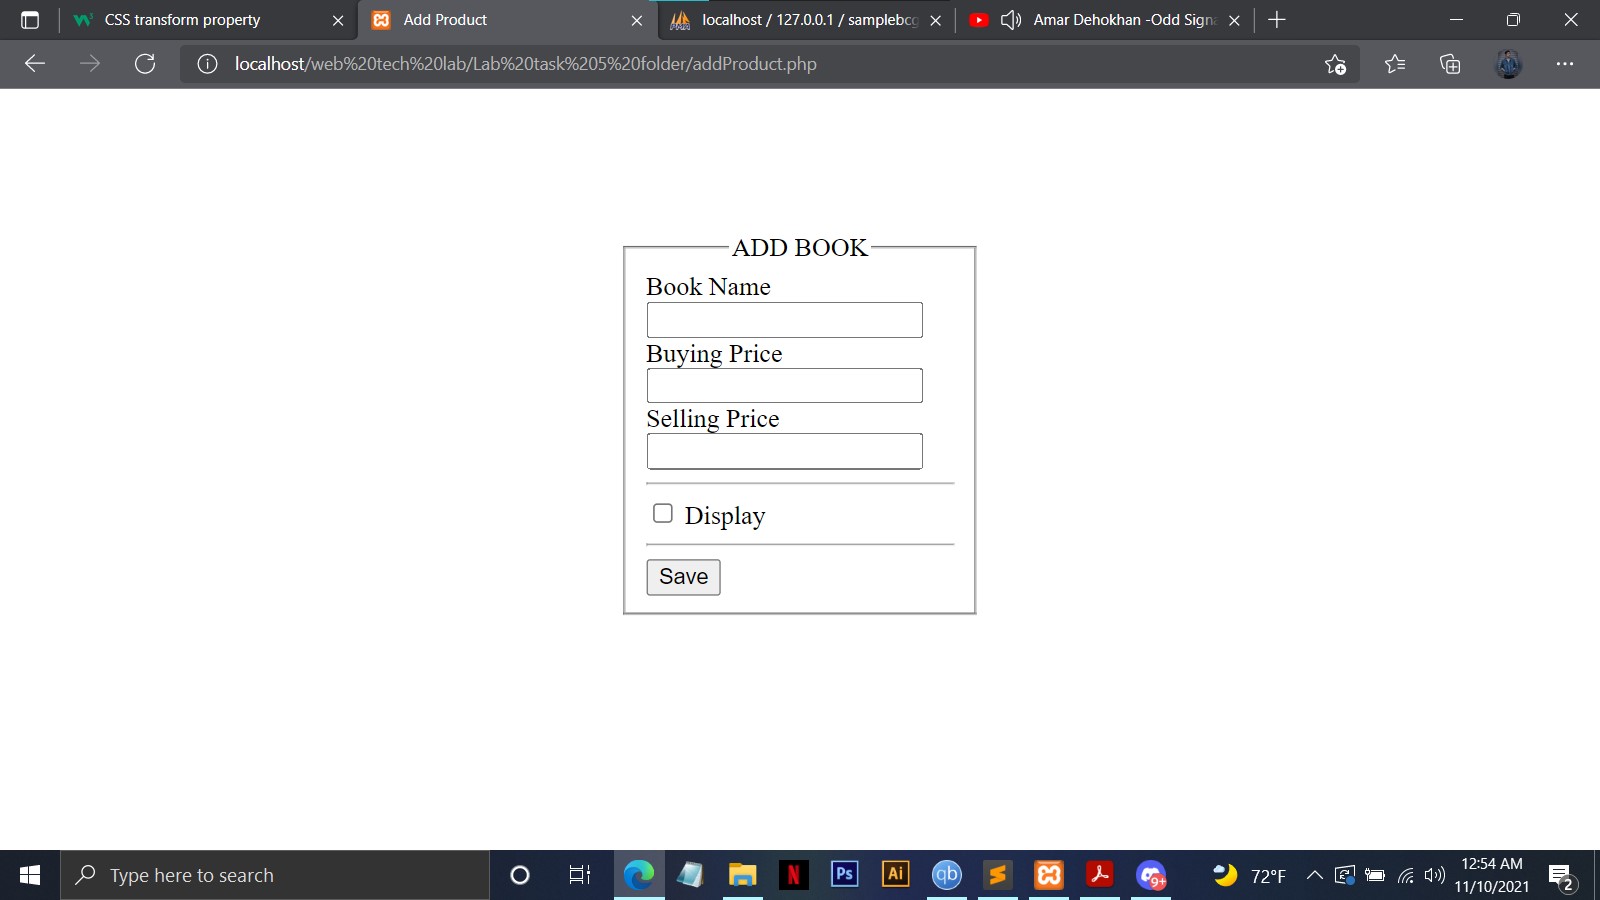 CSS transform property
Add Product
localhost / 127.0.0.1 / samplebcg
Amar Dehokhan -Odd Signa
localhost/web%20tech%20lab/Lab%20task%205%20folder/addProduct.php
ADD BOOK
Book Name
Buying Price
Selling Price
Display
Save
Type here to search
N
Ps
Ai
qb
9+
72°F
12:54 AM
11/10/2021
2